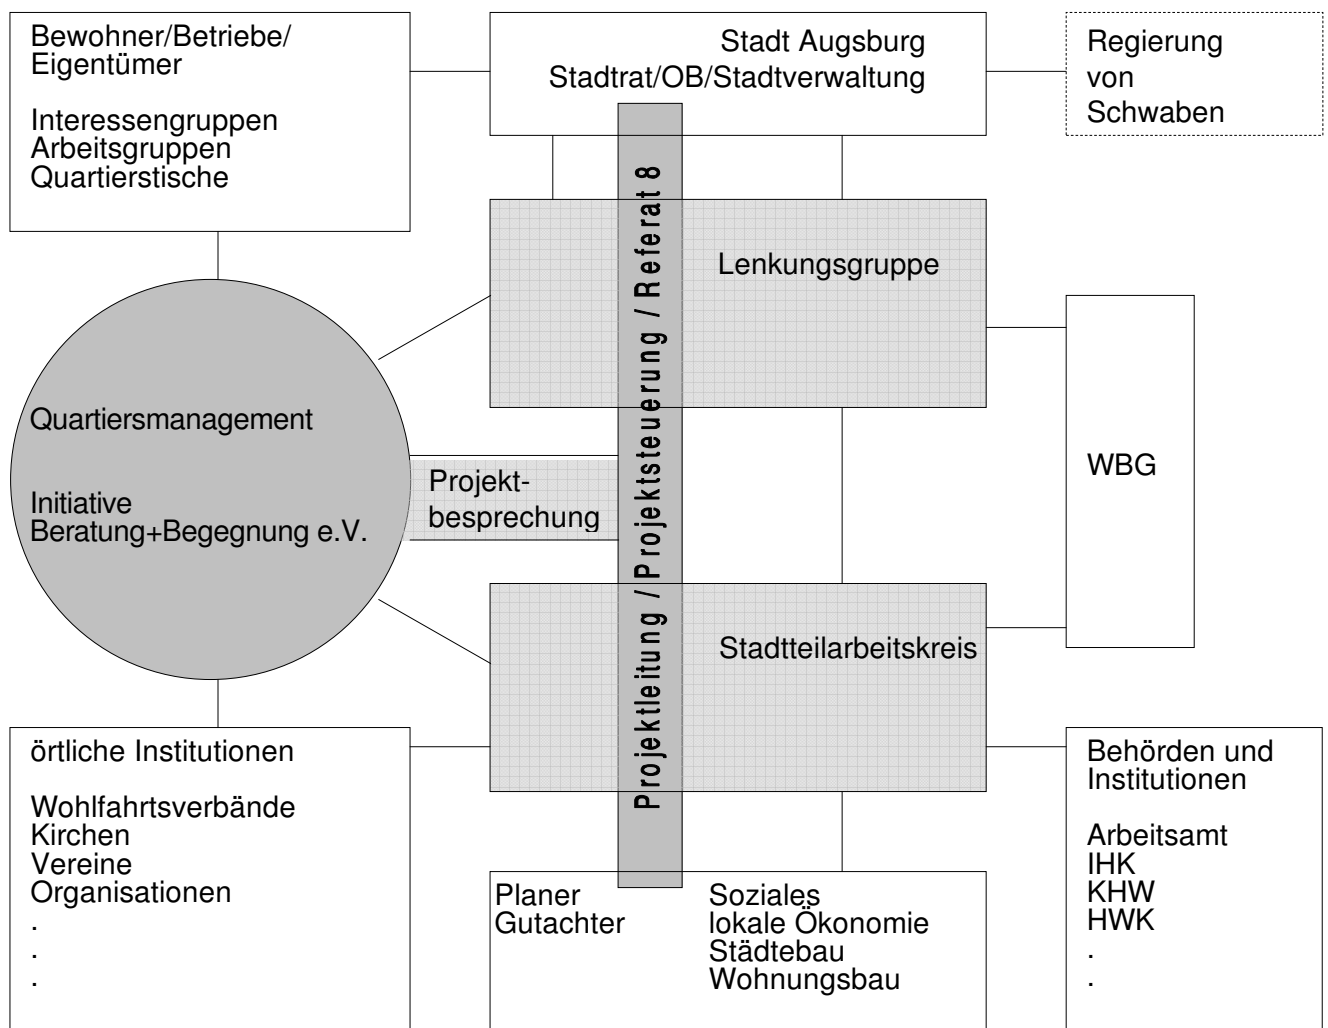 Bewohner/Betriebe/
Eigentümer
Interessengruppen
Arbeitsgruppen
Quartierstische
Stadt Augsburg
Stadtrat/OB/Stadtverwaltung
Regierung
von
Schwaben
Projektleitung / Projektsteuerung / Referat 8
Lenkungsgruppe
Quartiersmanagement
Initiative
Beratung+Begegnung e.V.
Projekt-
besprechung
WBG
Stadtteilarbeitskreis
örtliche Institutionen
Wohlfahrtsverbände
Kirchen
Vereine
Organisationen
.
.
.
Planer
Gutachter
Soziales
lokale Ökonomie
Städtebau
Wohnungsbau
Behörden und
Institutionen
Arbeitsamt
IHK
KHW
HWK
.
.